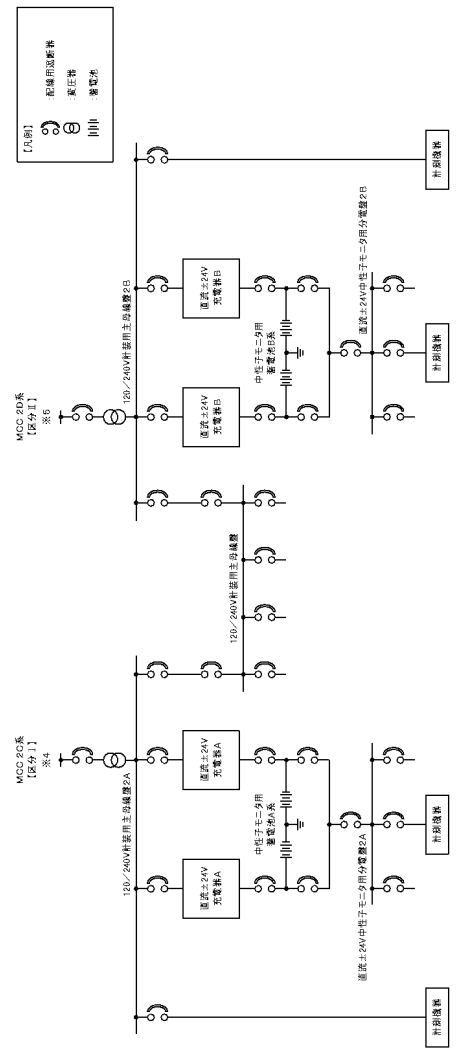 MCC 2C系
【区分Ⅰ】
※4
MCC 2D系
【区分Ⅱ】
※5
【凡例】
:配線用遮断器
:変圧器
:蓄電池
120/240V計装用主母線盤2A
120/240V計装用主母線盤2B
120/240V計装用主母線盤
直流±24V
充電器A
直流±24V
充電器A
直流±24V
充電器B
直流±24V
充電器B
中性子モニタ用
蓄電池A系
中性子モニタ用
蓄電池B系
直流±24V中性子モニタ用分電盤2A
直流±24V中性子モニタ用分電盤2B
計測機器
計測機器
計測機器
計測機器